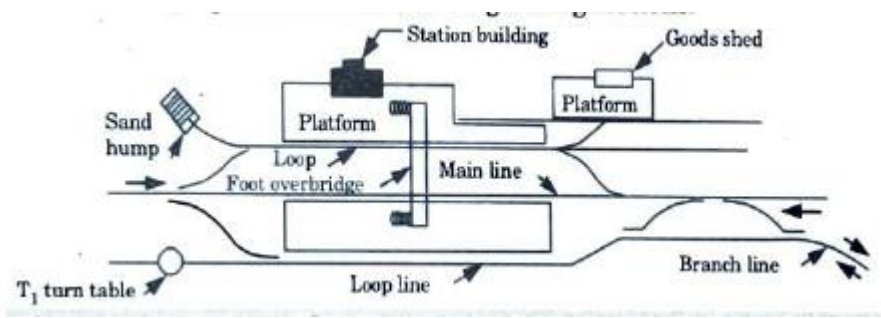 Station building
Goods shed
Platform
Sand
hump
Platform
Loop
Foot overbridge
Main line
Branch line
Loop line
T1 turn table